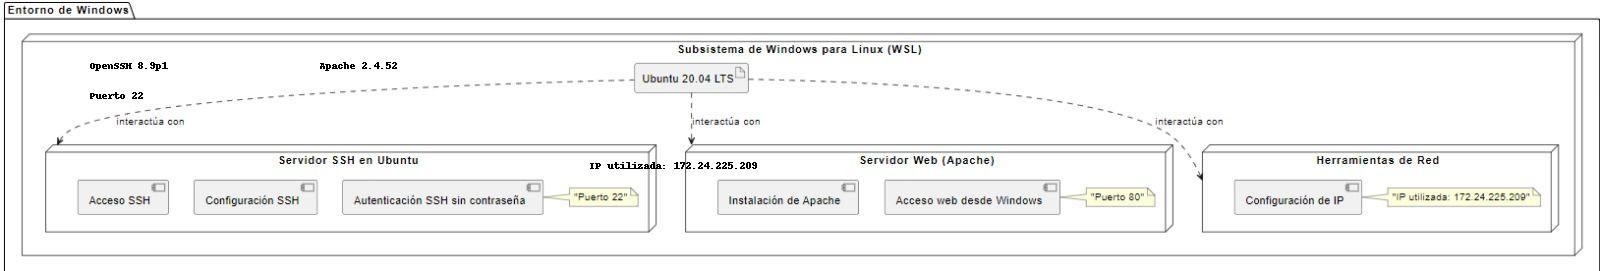 Entorno de Windows
Subsistema de Windows para Linux (WSL)
OpenSSH 8.9p1
Apache 2.4.52
Ubuntu 20.04 LTS
Puerto 22
interactúa con
interactúa con
interactúa con
Servidor SSH en Ubuntu
IP utilizada: 172.24.225.209
Servidor Web (Apache)
Herramientas de Red
Acceso SSH
Configuración SSH
Autenticación SSH sin contraseña
"Puerto 22"
Instalación de Apache
Acceso web desde Windows
"Puerto 80"
Configuración de IP
"IP utilizada: 172.24.225.209"